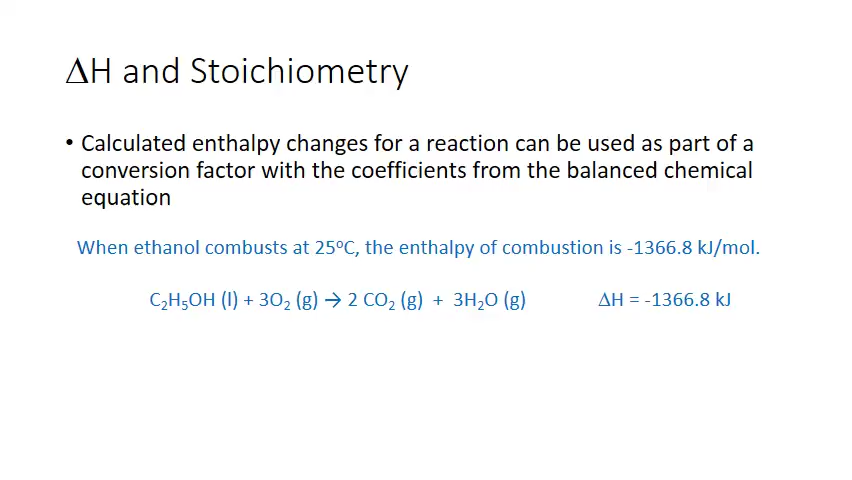 ΔH and Stoichiometry
• Calculated enthalpy changes for a reaction can be used as part of a
conversion factor with the coefficients from the balanced chemical
equation
When ethanol combusts at 25°C, the enthalpy of combustion is -1366.8 kJ/mol.
C₂H₅OH (l) + 3O₂ (g) → 2 CO₂ (g) + 3H₂O (g) ΔH = -1366.8 kJ